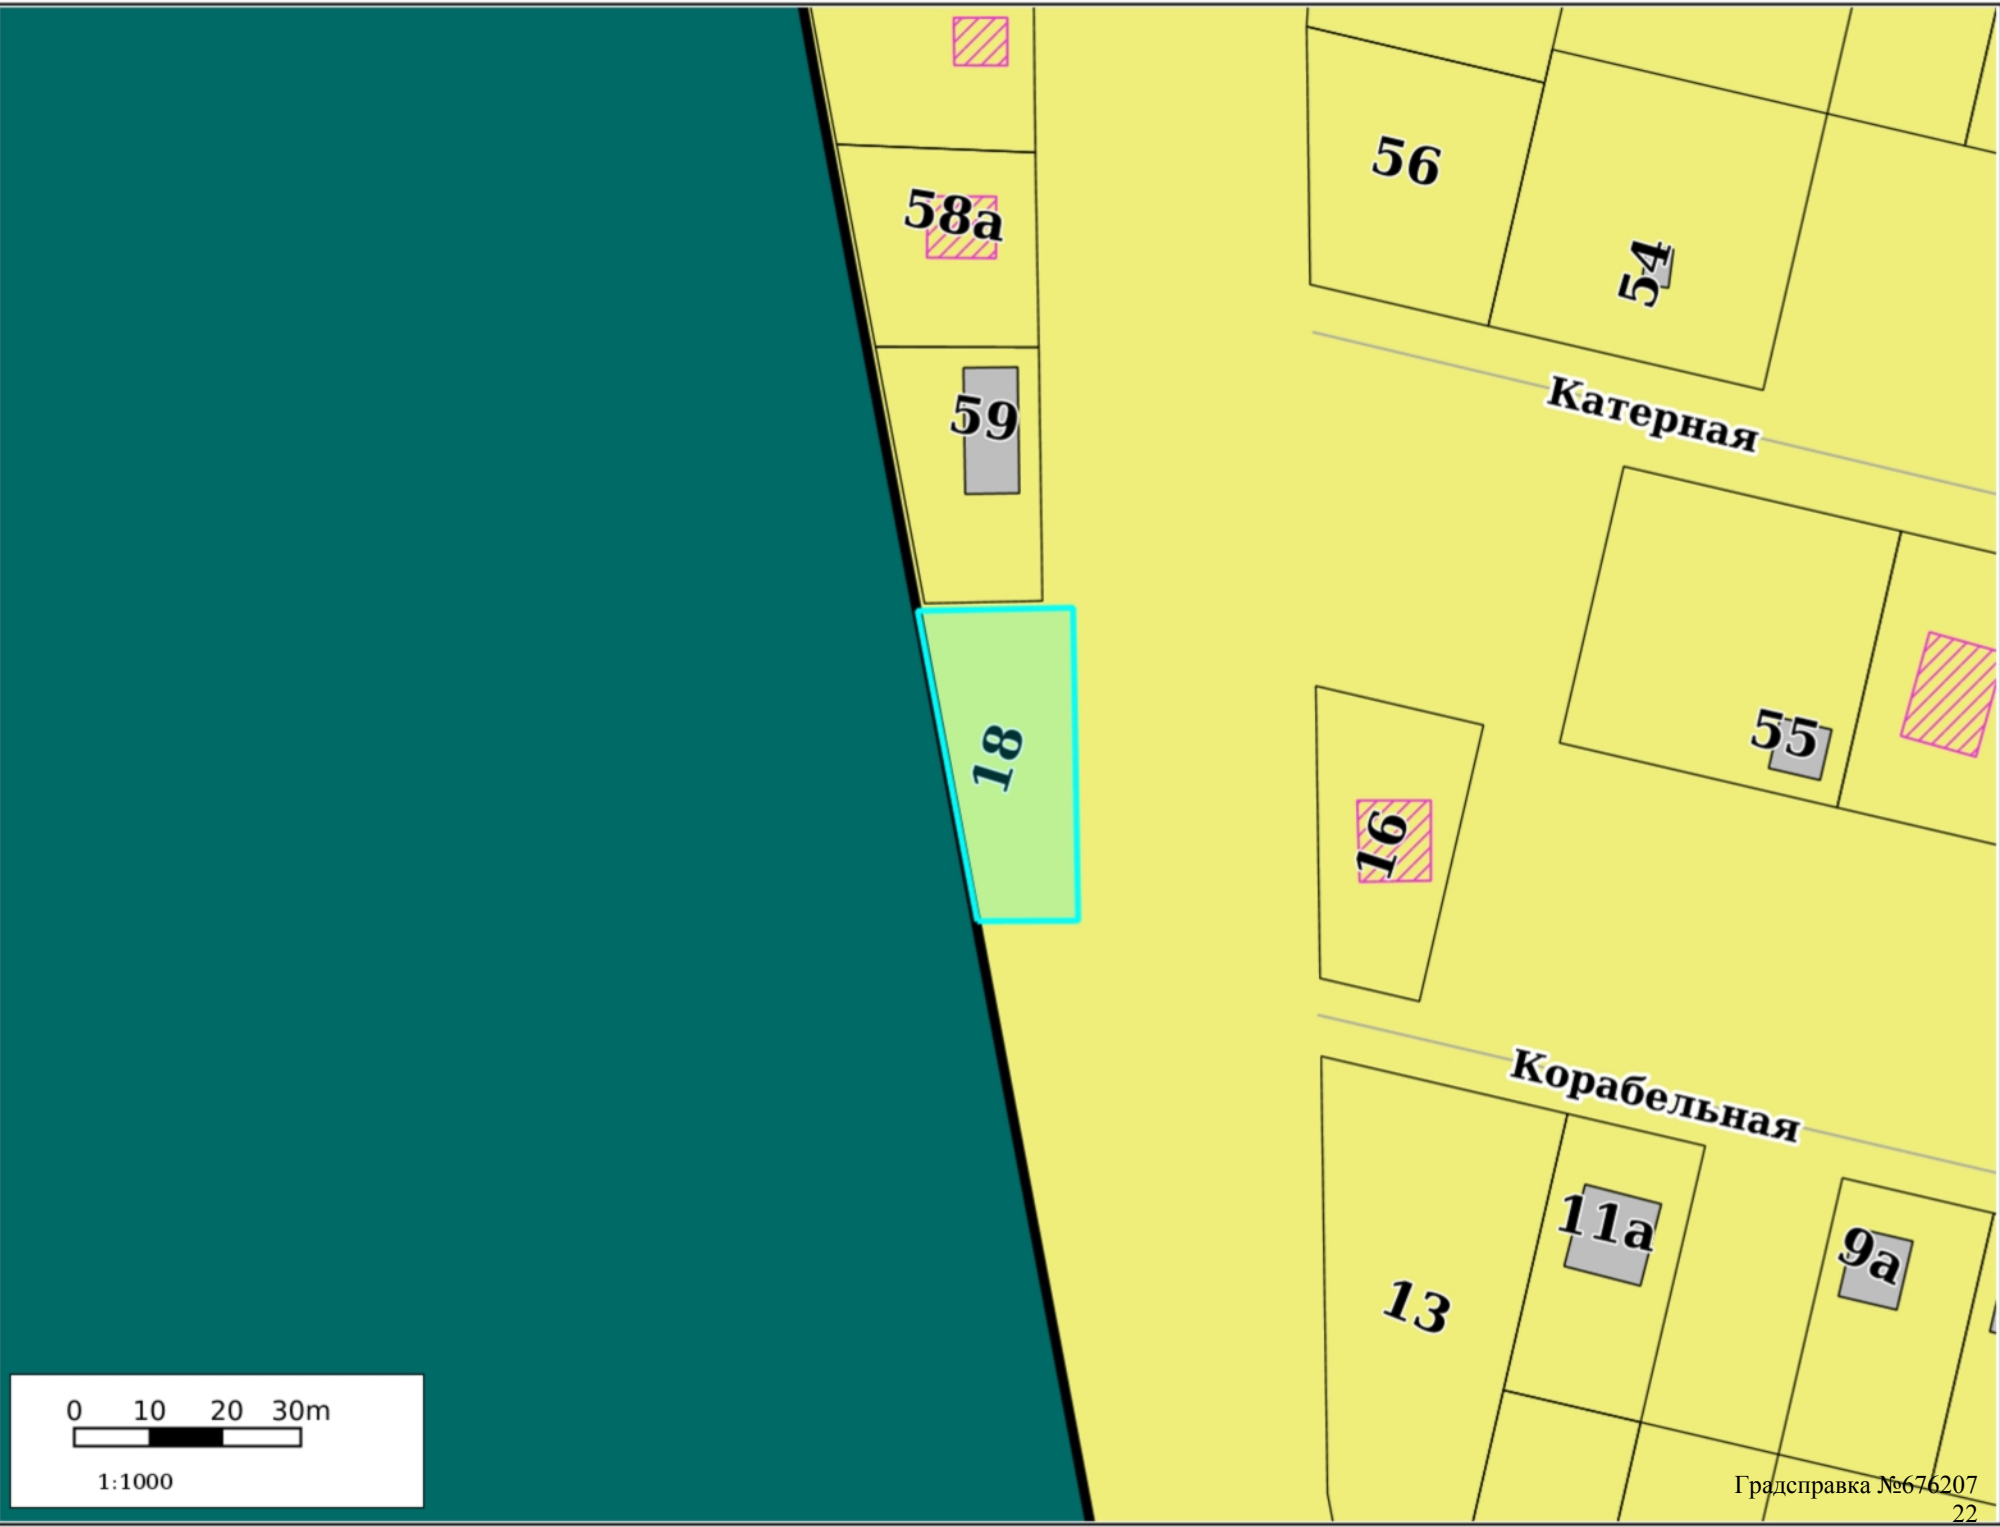 56
58а
54
Катерная
59
18
55
16
Корабельная
11а
9а
13
0 10 20 30m
1:1000
Градсправка №676207
22